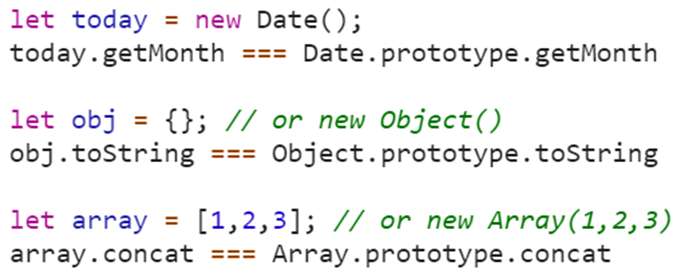 let today = new Date();
today.getMonth === Date.prototype.getMonth
let obj = {}; // or new Object()
obj.toString === Object.prototype.toString
let array = [1,2,3]; // or new Array(1,2,3)
array.concat === Array.prototype.concat